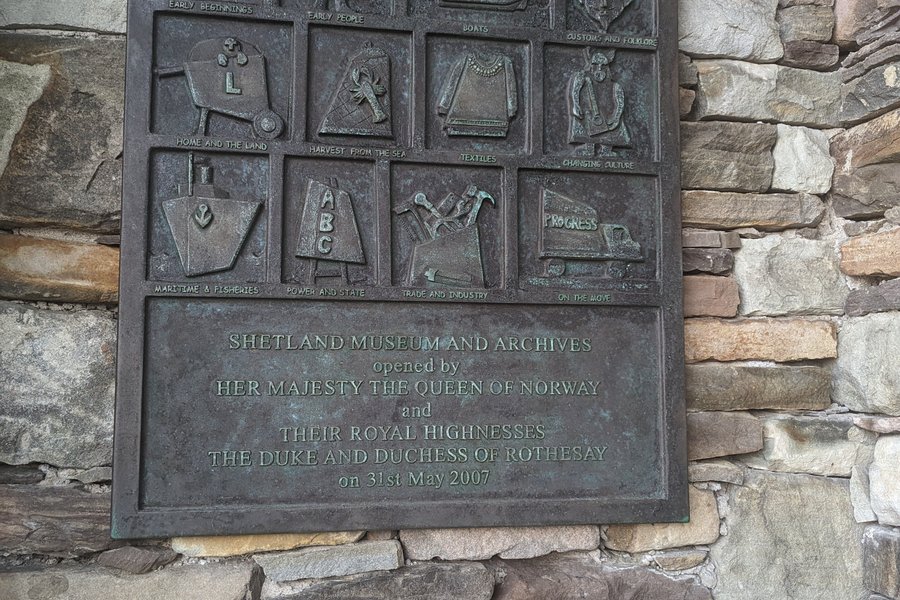 EARLY BEGINNINGS
EARLY PEOPLE
BOATS
CUSTOMS AND FOLKLORE
L
HOME AND THE LAND
HARVEST FROM THE SEA
TEXTILES
CHANGING CULTURE
ABC
PROGRESS
MARITIME & FISHERIES
POWER AND STATE
TRADE AND INDUSTRY
ON THE MOVE
SHETLAND MUSEUM AND ARCHIVES
opened by
HER MAJESTY THE QUEEN OF NORWAY
and
THEIR ROYAL HIGHNESSES
THE DUKE AND DUCHESS OF ROTHESAY
on 31st May 2007